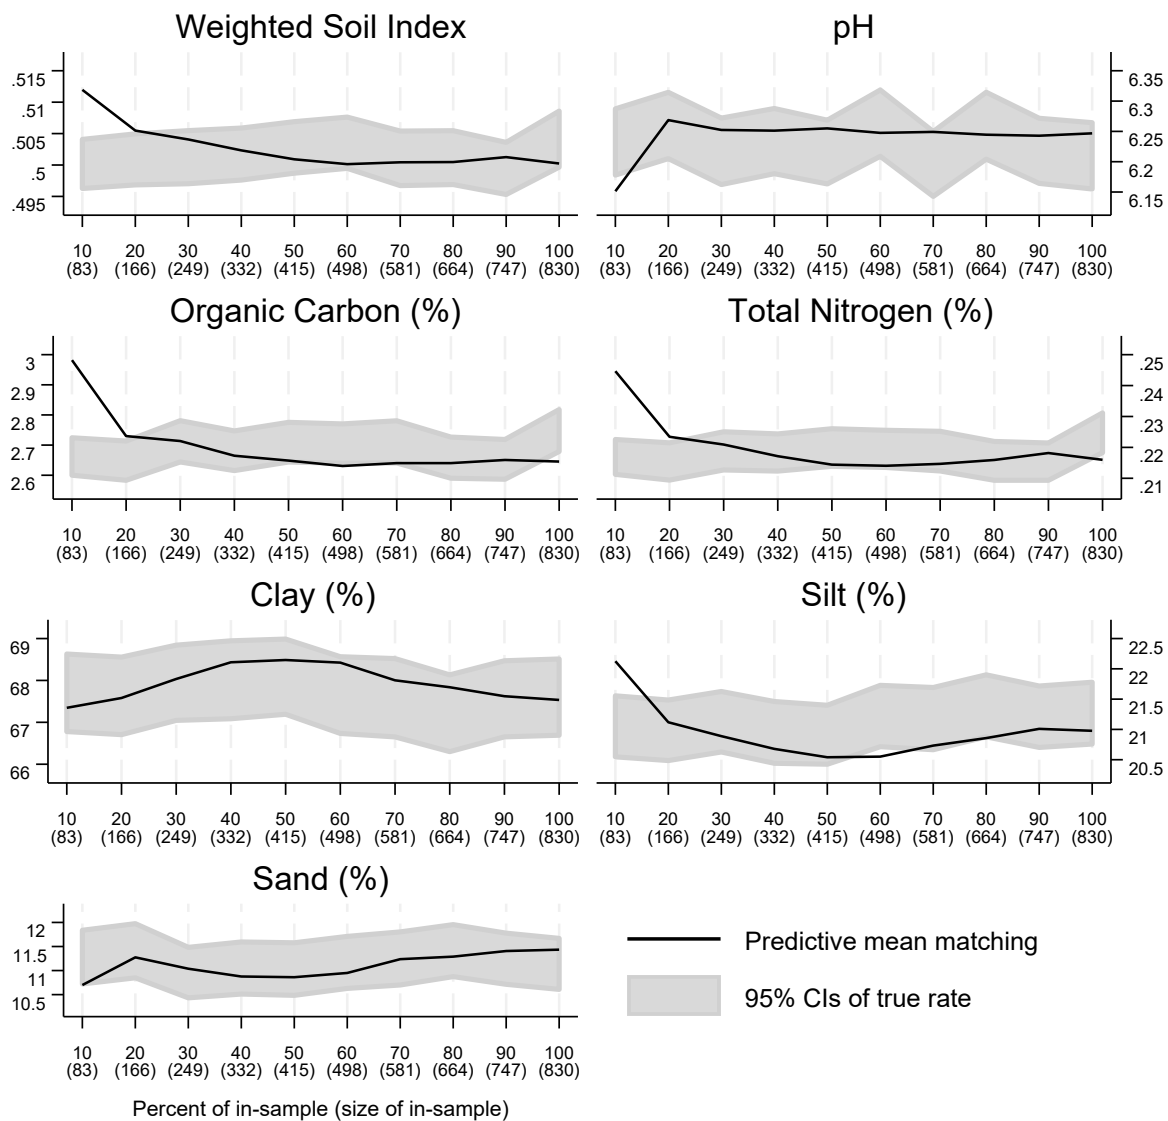 Weighted Soil Index
.515
.51
.505
.5
.495
10 20 30 40 50 60 70 80 90 100
(83) (166) (249) (332) (415) (498) (581) (664) (747) (830)
pH
6.35
6.3
6.25
6.2
6.15
10 20 30 40 50 60 70 80 90 100
(83) (166) (249) (332) (415) (498) (581) (664) (747) (830)
Organic Carbon (%)
3
2.9
2.8
2.7
2.6
10 20 30 40 50 60 70 80 90 100
(83) (166) (249) (332) (415) (498) (581) (664) (747) (830)
Total Nitrogen (%)
.25
.24
.23
.22
.21
10 20 30 40 50 60 70 80 90 100
(83) (166) (249) (332) (415) (498) (581) (664) (747) (830)
Clay (%)
69
68
67
66
10 20 30 40 50 60 70 80 90 100
(83) (166) (249) (332) (415) (498) (581) (664) (747) (830)
Silt (%)
22.5
22
21.5
21
20.5
10 20 30 40 50 60 70 80 90 100
(83) (166) (249) (332) (415) (498) (581) (664) (747) (830)
Sand (%)
12
11.5
11
10.5
10 20 30 40 50 60 70 80 90 100
(83) (166) (249) (332) (415) (498) (581) (664) (747) (830)
Percent of in-sample (size of in-sample)
Predictive mean matching
95% CIs of true rate